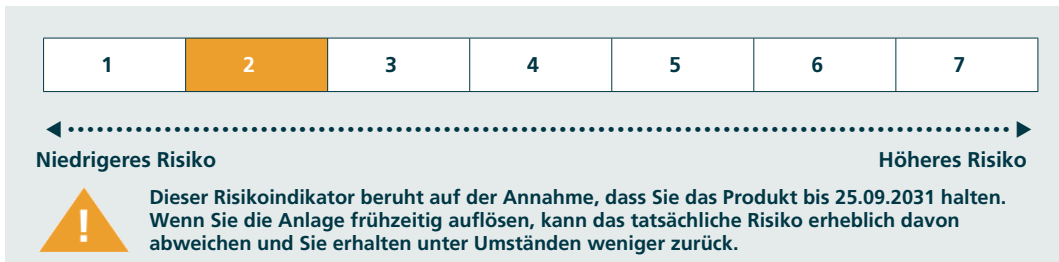 1 2 3 4 5 6 7
Niedrigeres Risiko Höheres Risiko
!
Dieser Risikoindikator beruht auf der Annahme, dass Sie das Produkt bis 25.09.2031 halten.
Wenn Sie die Anlage frühzeitig auflösen, kann das tatsächliche Risiko erheblich davon
abweichen und Sie erhalten unter Umständen weniger zurück.